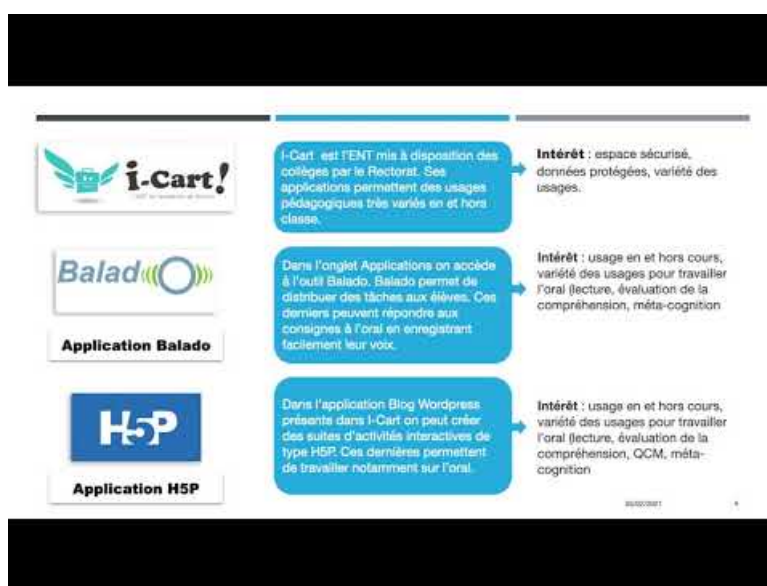 i-Cart!
I-Cart est l'ENT mis à disposition des
collèges par le Rectorat. Ses
applications permettent des usages
pédagogiques très variés en et hors
classe.
Intérêt : espace sécurisé,
données protégées, variété des
usages.
Balado
Application Balado
Dans l'onglet Applications on accède
à l'outil Balado. Balado permet de
distribuer des tâches aux élèves. Ces
derniers peuvent répondre aux
consignes à l'oral en enregistrant
facilement leur voix.
Intérêt : usage en et hors cours,
variété des usages pour travailler
l'oral (lecture, évaluation de la
compréhension, méta-cognition
H5P
Application H5P
Dans l'application Blog Wordpress
présente dans I-Cart on peut créer
des suites d'activités interactives de
type H5P. Ces dernières permettent
de travailler notamment sur l'oral.
Intérêt : usage en et hors cours,
variété des usages pour travailler
l'oral (lecture, évaluation de la
compréhension, QCM, méta-
cognition